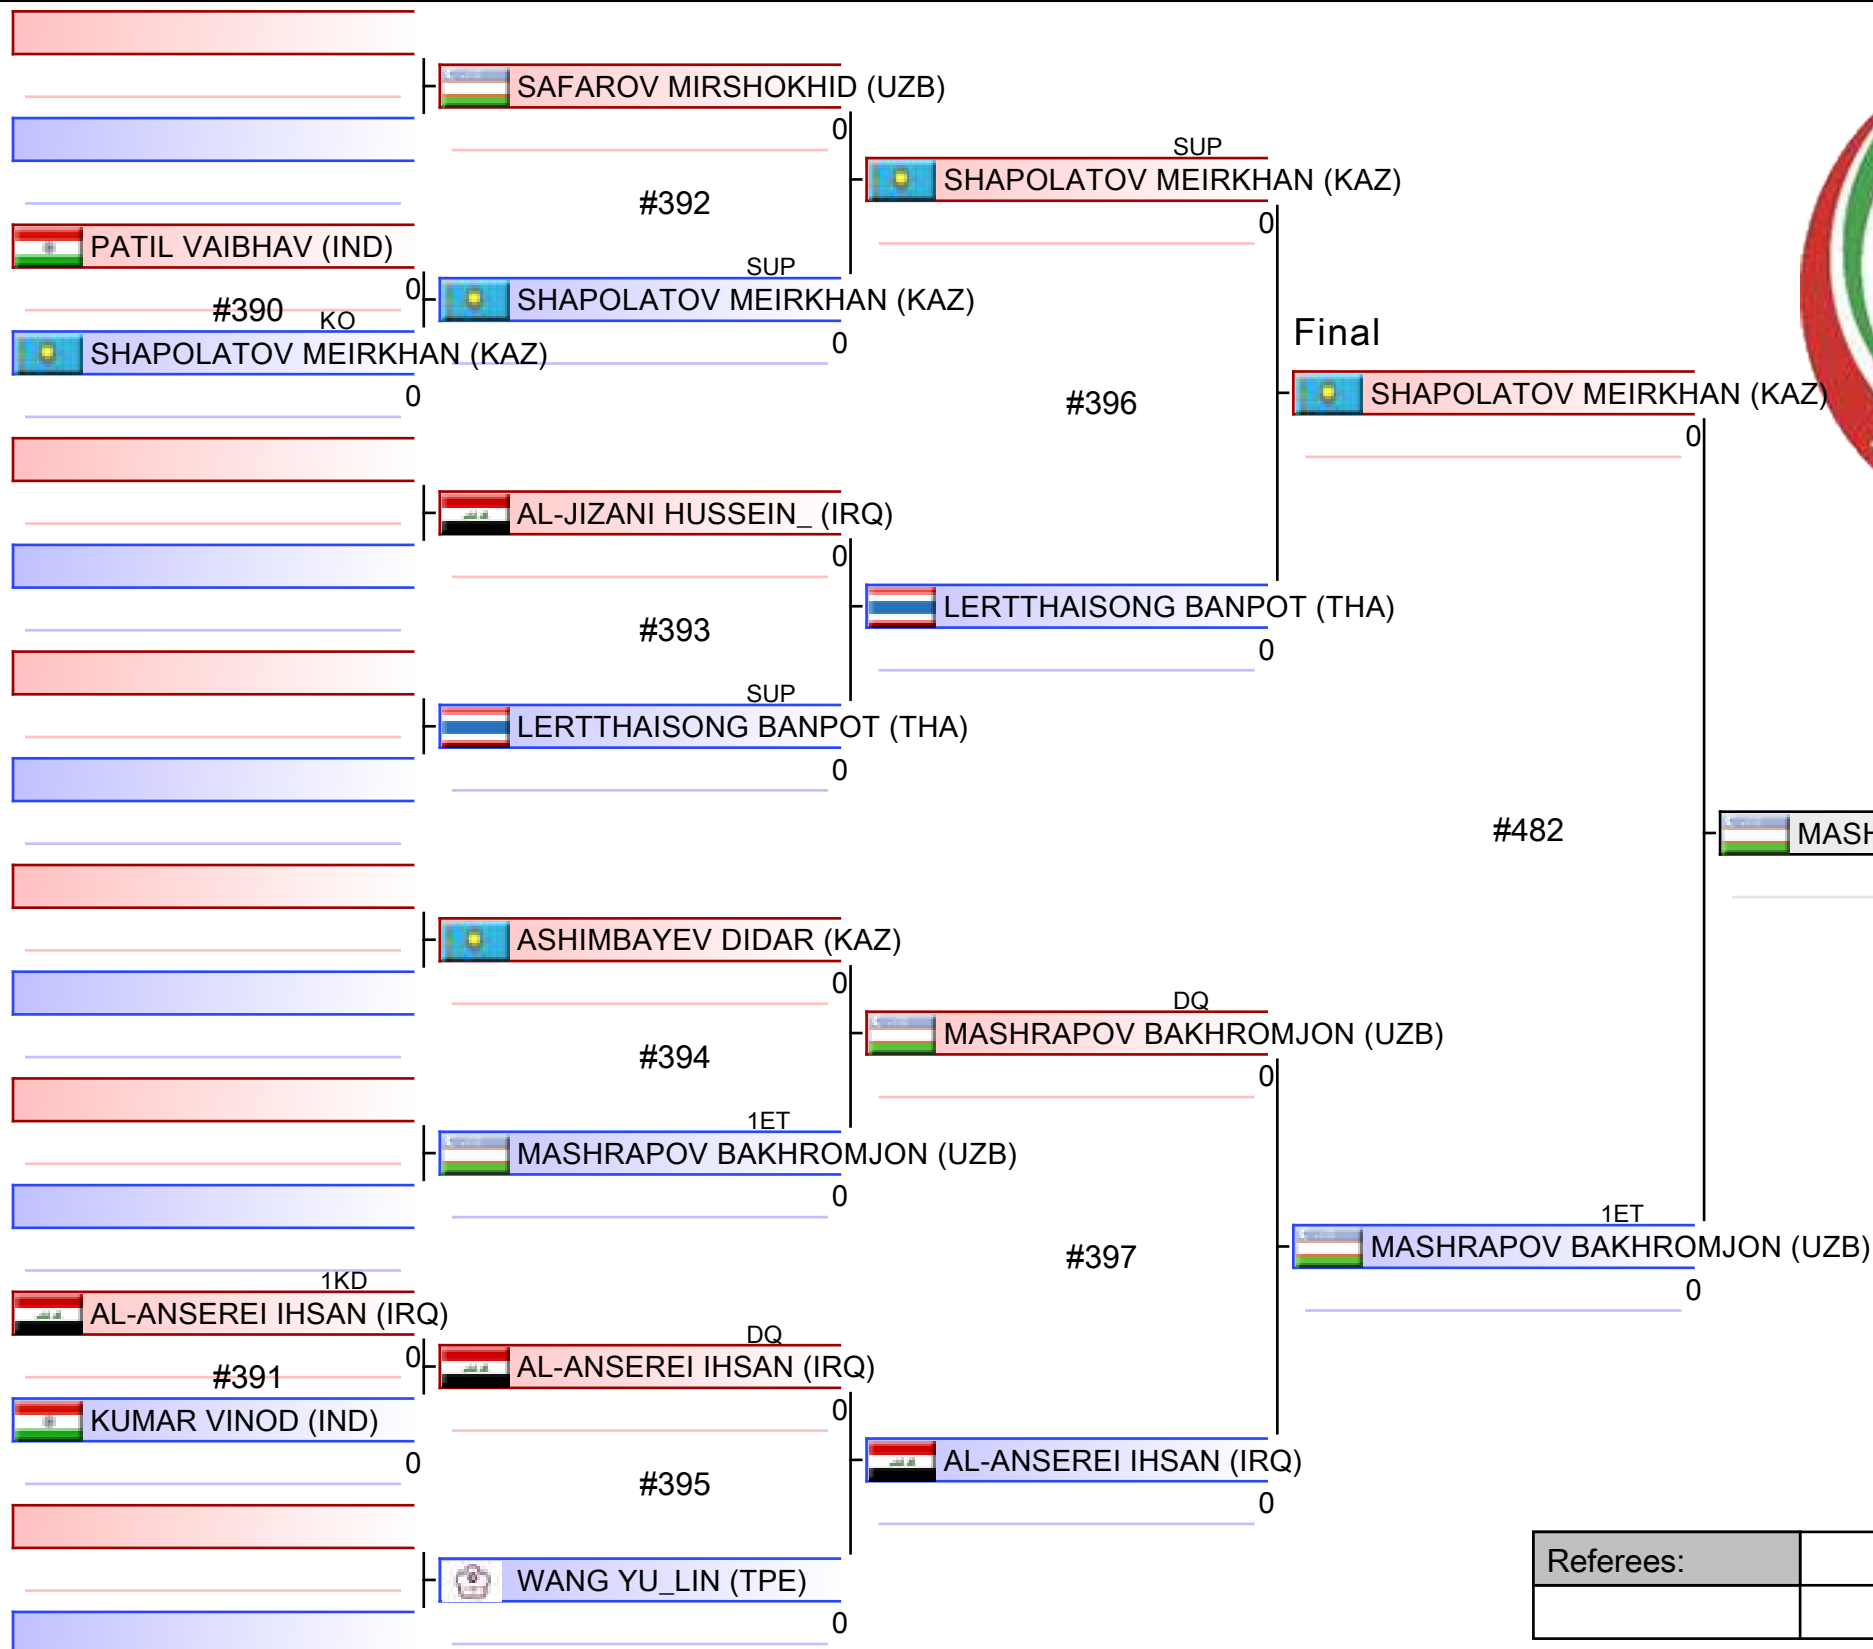 SAFAROV MIRSHOKHID (UZB)
0
#392
PATIL VAIBHAV (IND)
0
#390
KO
SHAPOLATOV MEIRKHAN (KAZ)
0
SUP
SHAPOLATOV MEIRKHAN (KAZ)
0
SUP
SHAPOLATOV MEIRKHAN (KAZ)
0
#396
Final
SHAPOLATOV MEIRKHAN (KAZ)
0
AL-JIZANI HUSSEIN_ (IRQ)
0
#393
SUP
LERTTHAISONG BANPOT (THA)
0
LERTTHAISONG BANPOT (THA)
0
#482
MASH
ASHIMBAYEV DIDAR (KAZ)
0
#394
1ET
MASHRAPOV BAKHROMJON (UZB)
0
DQ
MASHRAPOV BAKHROMJON (UZB)
0
#397
1ET
MASHRAPOV BAKHROMJON (UZB)
0
1KD
AL-ANSEREI IHSAN (IRQ)
0
#391
KUMAR VINOD (IND)
0
DQ
AL-ANSEREI IHSAN (IRQ)
0
#395
WANG YU_LIN (TPE)
0
AL-ANSEREI IHSAN (IRQ)
0
Referees: